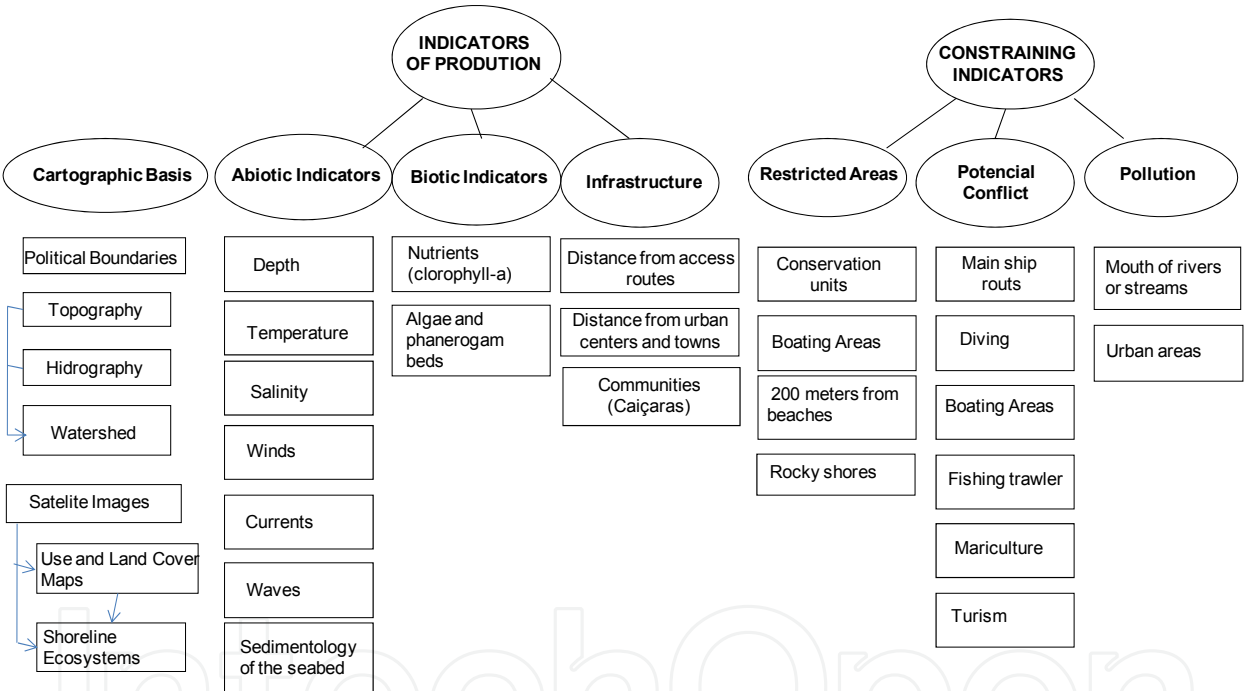 INDICATORS
OF PRODUTION
CONSTRAINING
INDICATORS
Cartographic Basis
Abiotic Indicators
Biotic Indicators
Infrastructure
Restricted Areas
Potencial
Conflict
Pollution
Political Boundaries
Topography
Hidrography
Watershed
Satelite Images
Use and Land Cover
Maps
Shoreline
Ecosystems
Depth
Temperature
Salinity
Winds
Currents
Waves
Sedimentology
of the seabed
Nutrients
(clorophyll-a)
Algae and
phanerogam
beds
Distance from access
routes
Distance from urban
centers and towns
Communities
(Caiçaras)
Conservation
units
Boating Areas
200 meters from
beaches
Rocky shores
Main ship
routs
Diving
Boating Areas
Fishing trawler
Mariculture
Turism
Mouth of rivers
or streams
Urban areas
IntechOpen